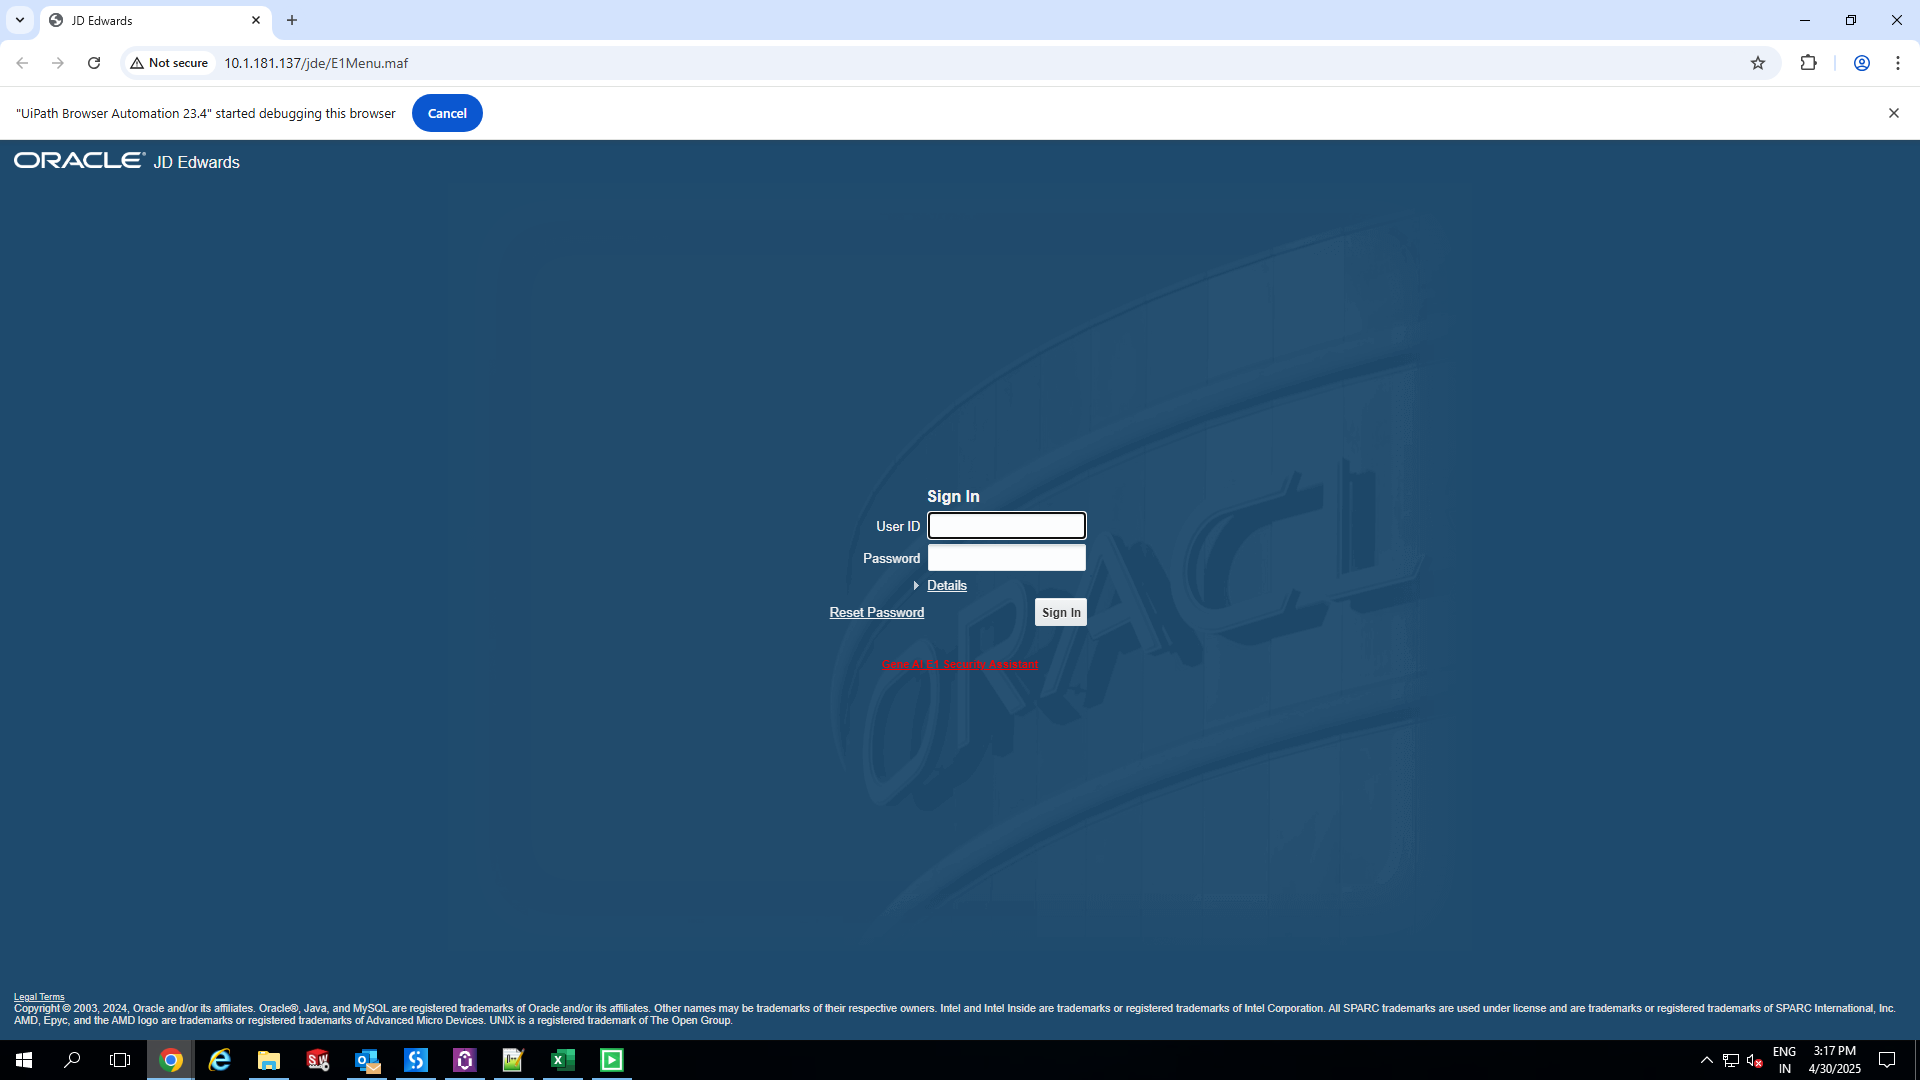 JD Edwards
Not secure
10.1.181.137/jde/E1Menu.maf
"UiPath Browser Automation 23.4" started debugging this browser
Cancel
ORACLE® JD Edwards
Sign In
User ID
Password
Details
Reset Password
Sign In
E1 Security Assistant
Legal Terms
Copyright © 2003, 2024, Oracle and/or its affiliates. Oracle®, Java, and MySQL are registered trademarks of Oracle and/or its affiliates. Other names may be trademarks of their respective owners. Intel and Intel Inside are trademarks or registered trademarks of Intel Corporation. All SPARC trademarks are used under license and are trademarks or registered trademarks of SPARC International, Inc.
AMD, Epyc, and the AMD logo are trademarks or registered trademarks of Advanced Micro Devices. UNIX is a registered trademark of The Open Group.
ENG
IN
3:17 PM
4/30/2025